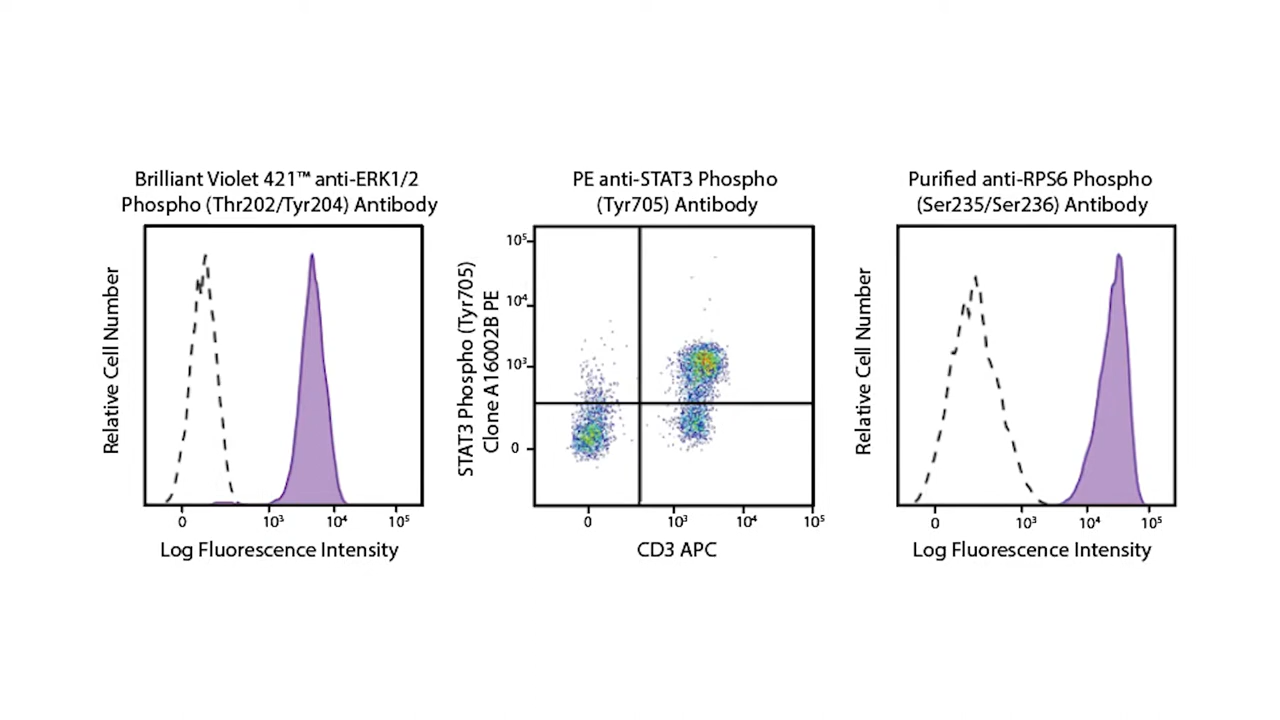 Brilliant Violet 421™ anti-ERK1/2
Phospho (Thr202/Tyr204) Antibody
Relative Cell Number
0
10³
10⁴
10⁵
Log Fluorescence Intensity
PE anti-STAT3 Phospho
(Tyr705) Antibody
STAT3 Phospho (Tyr705)
Clone A16002B PE
10⁵
10⁴
10³
0
0
10³
10⁴
10⁵
CD3 APC
Purified anti-RPS6 Phospho
(Ser235/Ser236) Antibody
Relative Cell Number
0
10³
10⁴
10⁵
Log Fluorescence Intensity